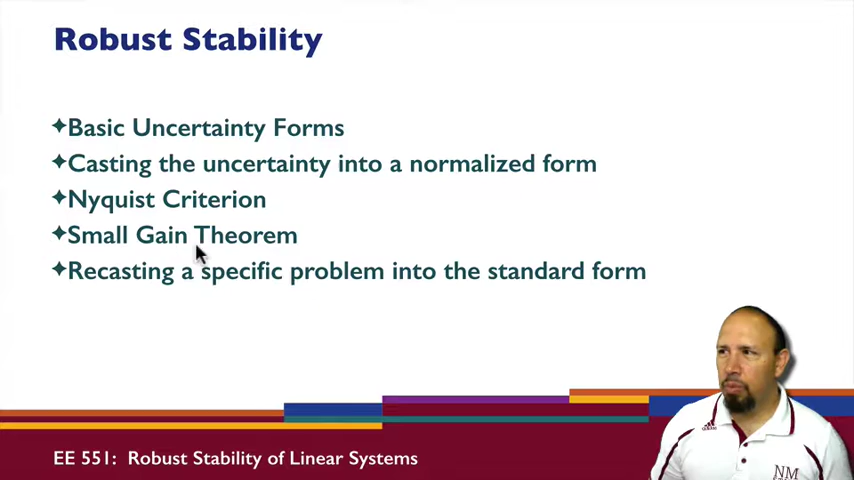 Robust Stability
✦Basic Uncertainty Forms
✦Casting the uncertainty into a normalized form
✦Nyquist Criterion
✦Small Gain Theorem
✦Recasting a specific problem into the standard form
EE 551: Robust Stability of Linear Systems
NM